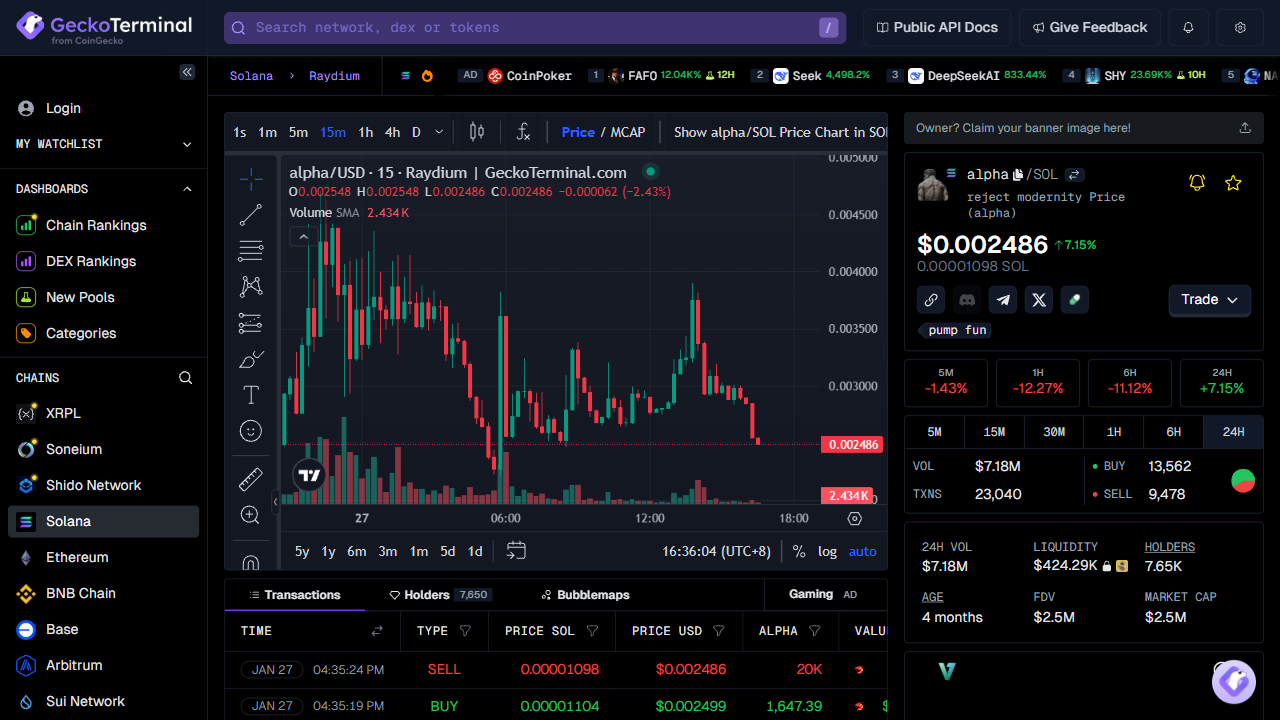 GeckoTerminal
from CoinGecko
Search network, dex or tokens
/
Public API Docs
Give Feedback
Solana > Raydium
AD CoinPoker
1 FAFO 12.04K% 12H
2 Seek 4,498.2%
3 DeepSeekAI 833.44%
4 SHY 23.69K% 10H
5 NA
Login
MY WATCHLIST
DASHBOARDS
Chain Rankings
DEX Rankings
New Pools
Categories
CHAINS
XRPL
Soneium
Shido Network
Solana
Ethereum
BNB Chain
Base
Arbitrum
Sui Network
1s 1m 5m 15m 1h 4h D
Price / MCAP
Show alpha/SOL Price Chart in SOL
alpha/USD · 15 · Raydium | GeckoTerminal.com
O0.002548 H0.002548 L0.002486 C0.002486 −0.000062 (−2.43%)
Volume SMA 2.434K
0.005000
0.004500
0.004000
0.003500
0.003000
0.002486
2.434K
27 06:00 12:00 18:00
5y 1y 6m 3m 1m 5d 1d
16:36:04 (UTC+8) % log auto
Transactions
Holders 7,650
Bubblemaps
Gaming AD
TIME TYPE PRICE SOL PRICE USD ALPHA VALU
JAN 27 04:35:24 PM SELL 0.00001098 $0.002486 20K
JAN 27 04:35:19 PM BUY 0.00001104 $0.002499 1,647.39 $
Owner? Claim your banner image here!
alpha /SOL
reject modernity Price
(alpha)
$0.002486 ↑7.15%
0.00001098 SOL
Trade
pump fun
5M
-1.43%
1H
-12.27%
6H
-11.12%
24H
+7.15%
5M 15M 30M 1H 6H 24H
VOL $7.18M
BUY 13,562
TXNS 23,040
SELL 9,478
24H VOL
$7.18M
LIQUIDITY
$424.29K
HOLDERS
7.65K
AGE
4 months
FDV
$2.5M
MARKET CAP
$2.5M